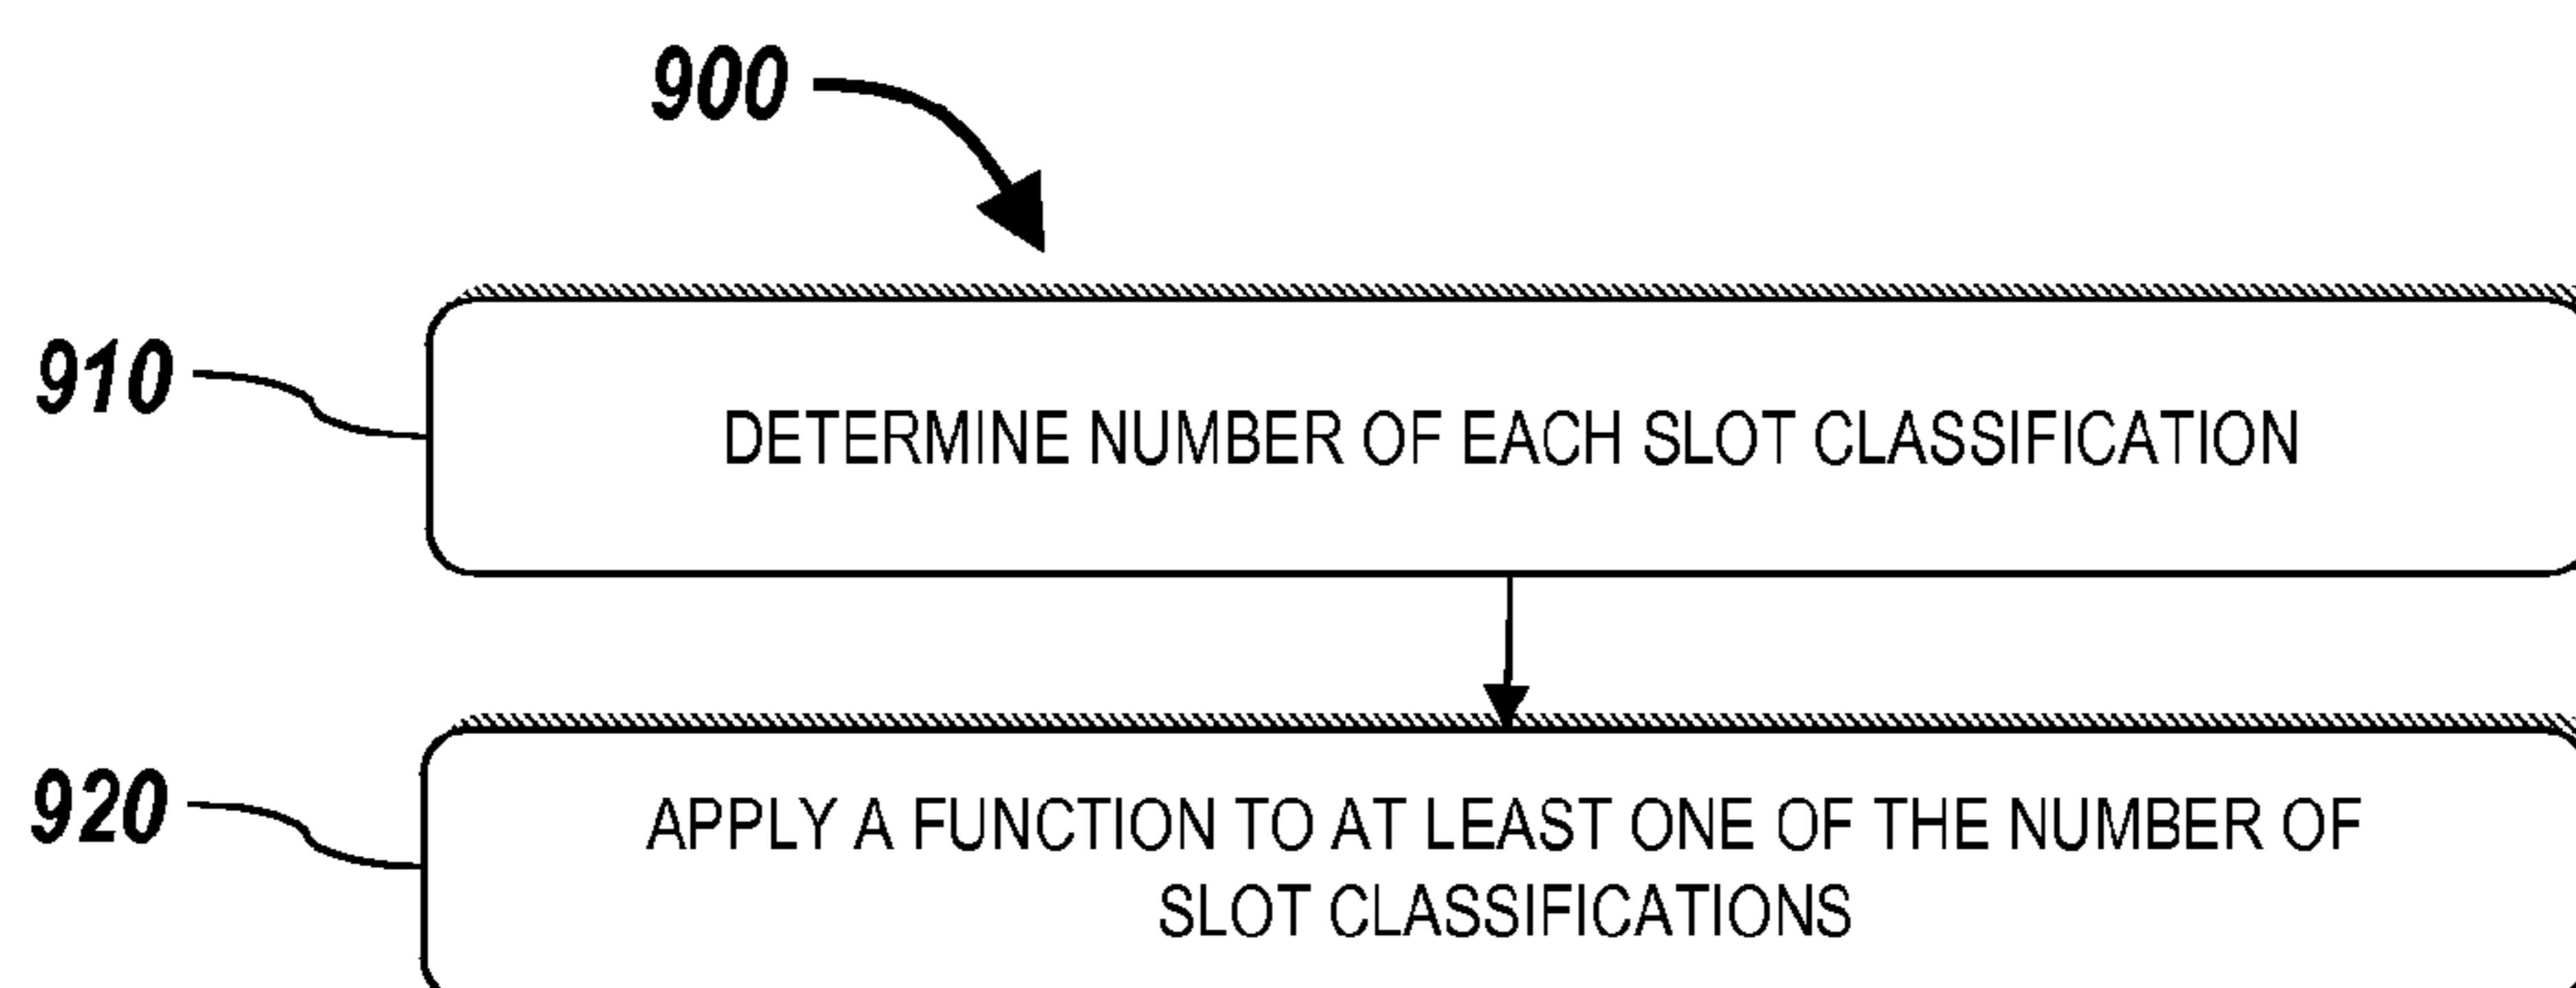 900
910
DETERMINE NUMBER OF EACH SLOT CLASSIFICATION
920
APPLY A FUNCTION TO AT LEAST ONE OF THE NUMBER OF
SLOT CLASSIFICATIONS